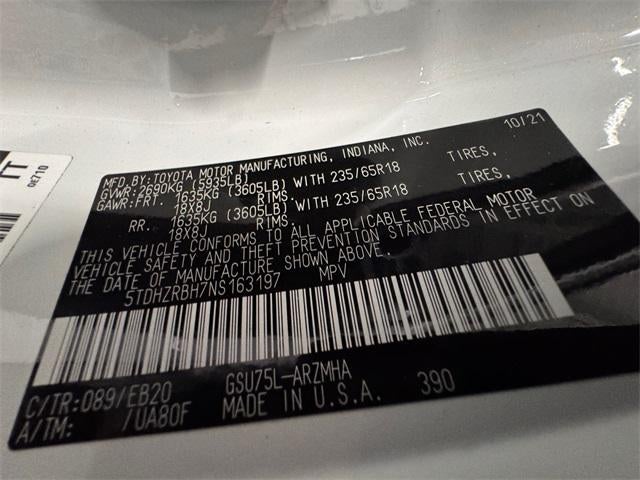 TT
0E710
10/21
MFD.BY:TOYOTA MOTOR MANUFACTURING, INDIANA, INC.
GVWR:2690KG (5935LB)
GAWR:FRT. 1635KG (3605LB) WITH 235/65R18 TIRES,
18X8J RIMS.
RR. 1635KG (3605LB) WITH 235/65R18 TIRES,
18X8J RIMS.
THIS VEHICLE CONFORMS TO ALL APPLICABLE FEDERAL MOTOR
VEHICLE SAFETY AND THEFT PREVENTION STANDARDS IN EFFECT ON
THE DATE OF MANUFACTURE SHOWN ABOVE.
5TDHZRBH7NS163197 MPV
C/TR:089/EB20 GSU75L-ARZMHA
A/TM: /UA80F MADE IN U.S.A. 390